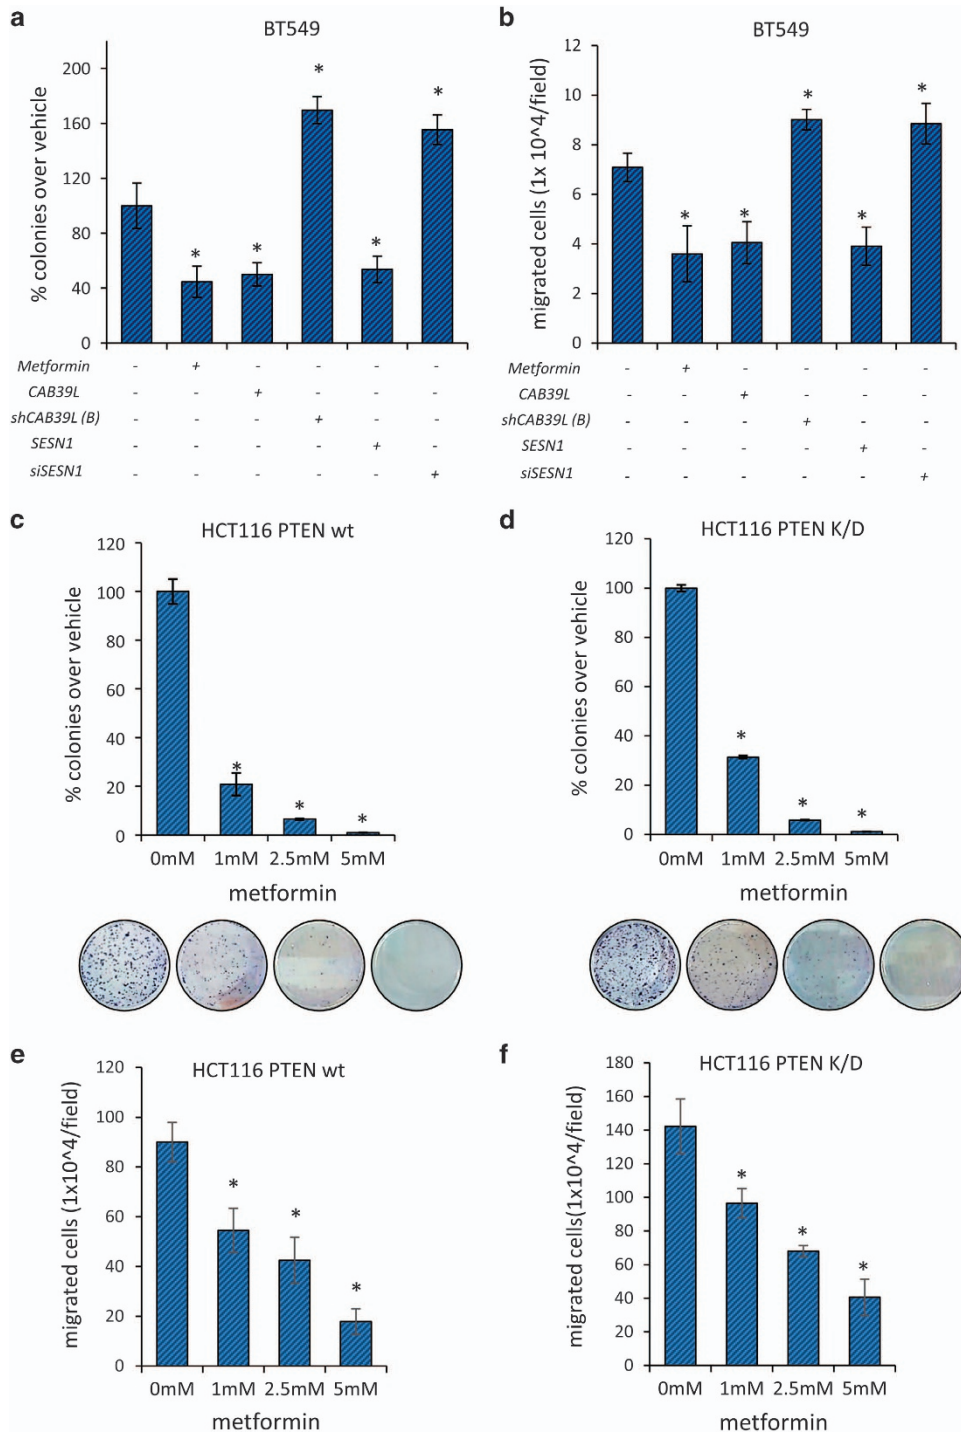 a
BT549
% colonies over vehicle
200
160
120
80
40
0
* * * * *
Metformin - + - - - -
CAB39L - - + - - -
shCAB39L (B) - - - + - -
SESN1 - - - - + -
siSESN1 - - - - - +
b
BT549
migrated cells (1x 10^4/field)
12
10
8
6
4
2
0
* * * * *
Metformin - + - - - -
CAB39L - - + - - -
shCAB39L (B) - - - + - -
SESN1 - - - - + -
siSESN1 - - - - - +
c
HCT116 PTEN wt
% colonies over vehicle
120
100
80
60
40
20
0
* * *
0mM 1mM 2.5mM 5mM
metformin
d
HCT116 PTEN K/D
% colonies over vehicle
120
100
80
60
40
20
0
* * *
0mM 1mM 2.5mM 5mM
metformin
e
HCT116 PTEN wt
migrated cells (1x10^4/field)
120
100
80
60
40
20
0
* * *
0mM 1mM 2.5mM 5mM
metformin
f
HCT116 PTEN K/D
migrated cells(1x10^4/field)
180
160
140
120
100
80
60
40
20
0
* * *
0mM 1mM 2.5mM 5mM
metformin